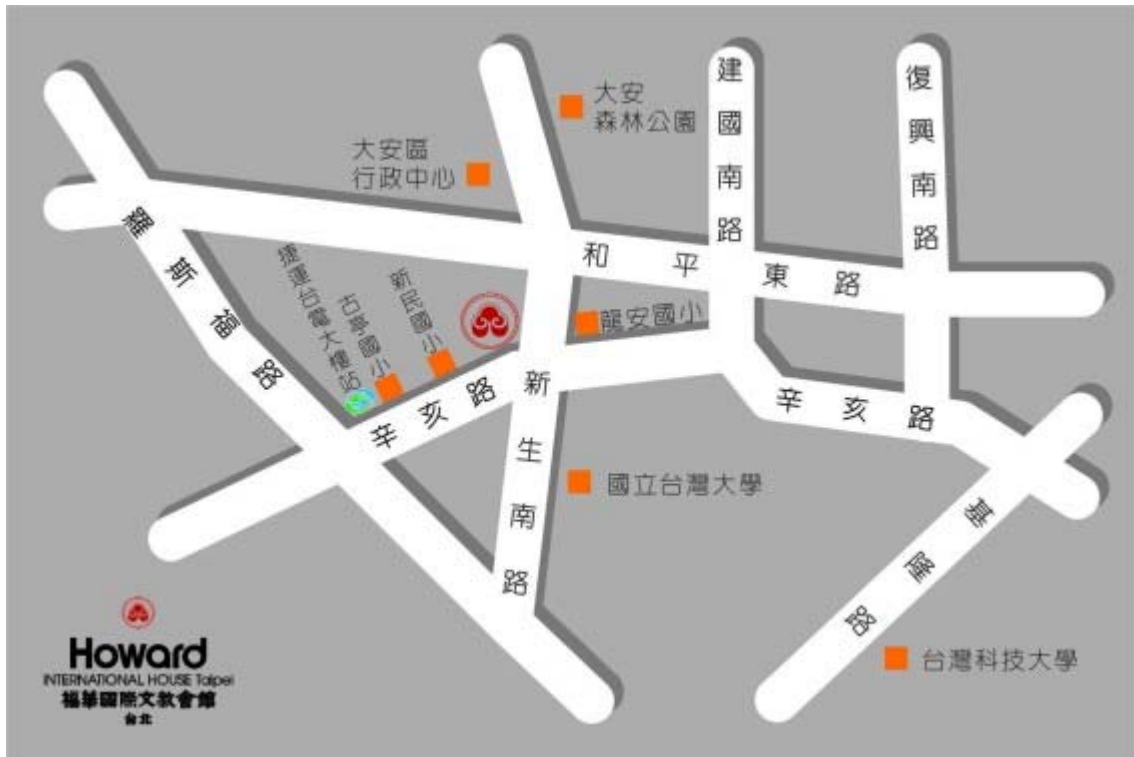 大安
森林公園
建國南路
復興南路
大安區
行政中心
和平東路
羅斯福路
捷運台電大樓站
古亭國小
新民國小
龍安國小
辛亥路
新生南路
辛亥路
國立台灣大學
基隆路
台灣科技大學
Howard
INTERNATIONAL HOUSE Taipei
福華國際文教會館
台北